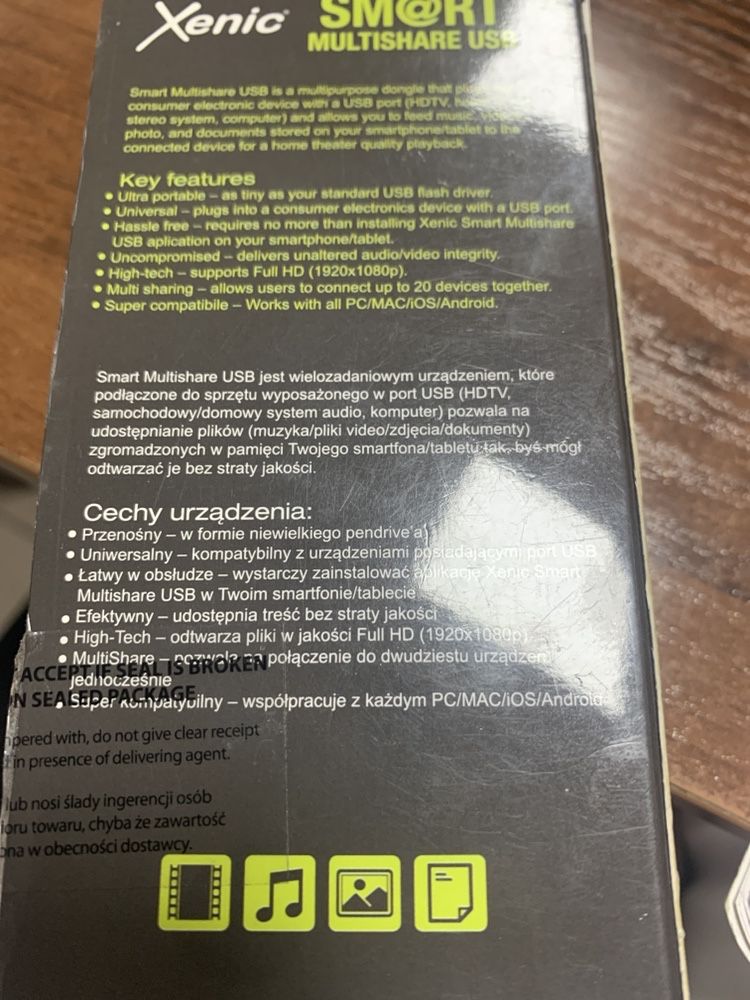 Xenic SM@RT
MULTISHARE USB
Smart Multishare USB is a multipurpose dongle that
consumer electronic device with a USB port (HDTV,
stereo system, computer) and allows you to feed music,
photo, and documents stored on your smartphone/tablet to the
connected device for a home theater quality playback.
Key features
• Ultra portable – as tiny as your standard USB flash driver.
• Universal – plugs into a consumer electronics device with a USB port.
• Hassle free – requires no more than installing Xenic Smart Multishare
USB aplication on your smartphone/tablet.
• Uncompromised – delivers unaltered audio/video integrity.
• High-tech – supports Full HD (1920x1080p).
• Multi sharing – allows users to connect up to 20 devices together.
• Super compatibile – Works with all PC/MAC/iOS/Android.
Smart Multishare USB jest wielozadaniowym urządzeniem, które
podłączone do sprzętu wyposażonego w port USB (HDTV,
samochodowy/domowy system audio, komputer) pozwala na
udostępnianie plików (muzyka/pliki video/zdjęcia/dokumenty)
zgromadzonych w pamięci Twojego smartfona/tabletu tak, byś mógł
odtwarzać je bez straty jakości.
Cechy urządzenia:
• Przenośny – w formie niewielkiego pendrive'a)
• Uniwersalny – kompatybilny z urządzeniami posiadającymi port USB
• Łatwy w obsłudze – wystarczy zainstalować aplikację Xenic Smart
Multishare USB w Twoim smartfonie/tablecie
• Efektywny – udostępnia treść bez straty jakości
• High-Tech – odtwarza pliki w jakości Full HD (1920x1080p)
• MultiShare – pozwala na połączenie do dwudziestu urządzeń
jednocześnie
• Super kompatybilny – współpracuje z każdym PC/MAC/iOS/Android
ACCEPT IF SEAL IS BROKEN
N SEALED PACKAGE
pered with, do not give clear receipt
in presence of delivering agent.
lub nosi ślady ingerencji osób
oru towaru, chyba że zawartość
ona w obecności dostawcy.